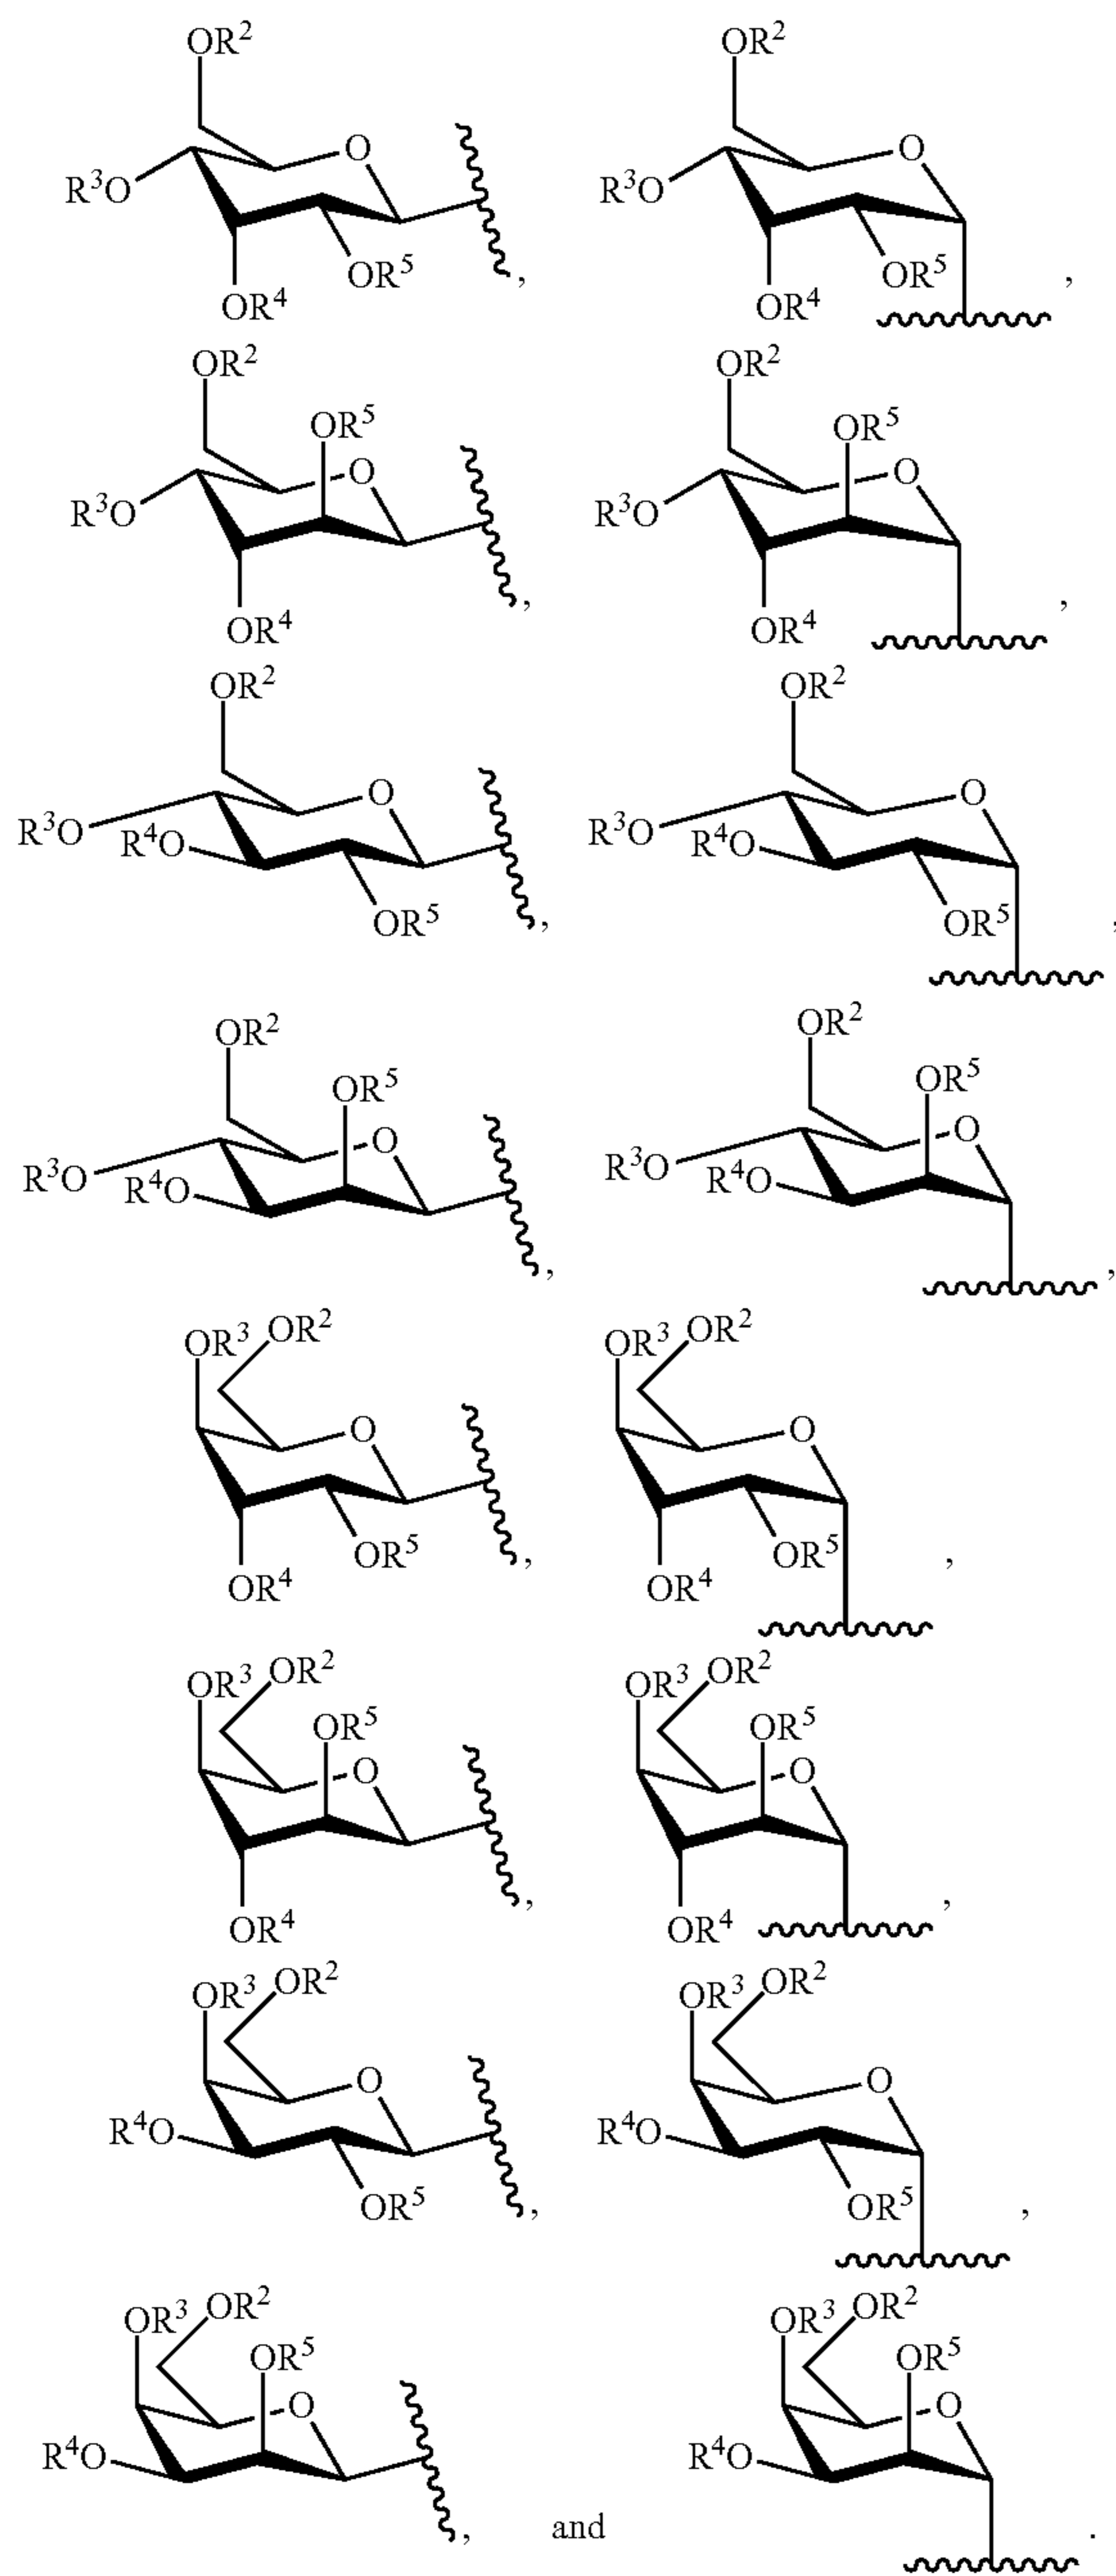 OR² OR²
O , O ,
R³O R³O
OR⁵ OR⁵
OR⁴ OR⁴
OR² OR²
OR⁵ OR⁵
O O
R³O , R³O ,
OR⁴ OR⁴
OR² OR²
O O
R³O R⁴O R³O R⁴O
OR⁵ , OR⁵ ,
OR² OR²
OR⁵ OR⁵
O O
R³O R⁴O , R³O R⁴O ,
OR³ OR² OR³ OR²
O O
OR⁵ , OR⁵ ,
OR⁴ OR⁴
OR³ OR² OR³ OR²
OR⁵ OR⁵
O O
OR⁴ , OR⁴ ,
OR³ OR² OR³ OR²
O O
R⁴O R⁴O
OR⁵ , OR⁵ ,
OR³ OR² OR³ OR²
OR⁵ OR⁵
O O
R⁴O R⁴O
, and .